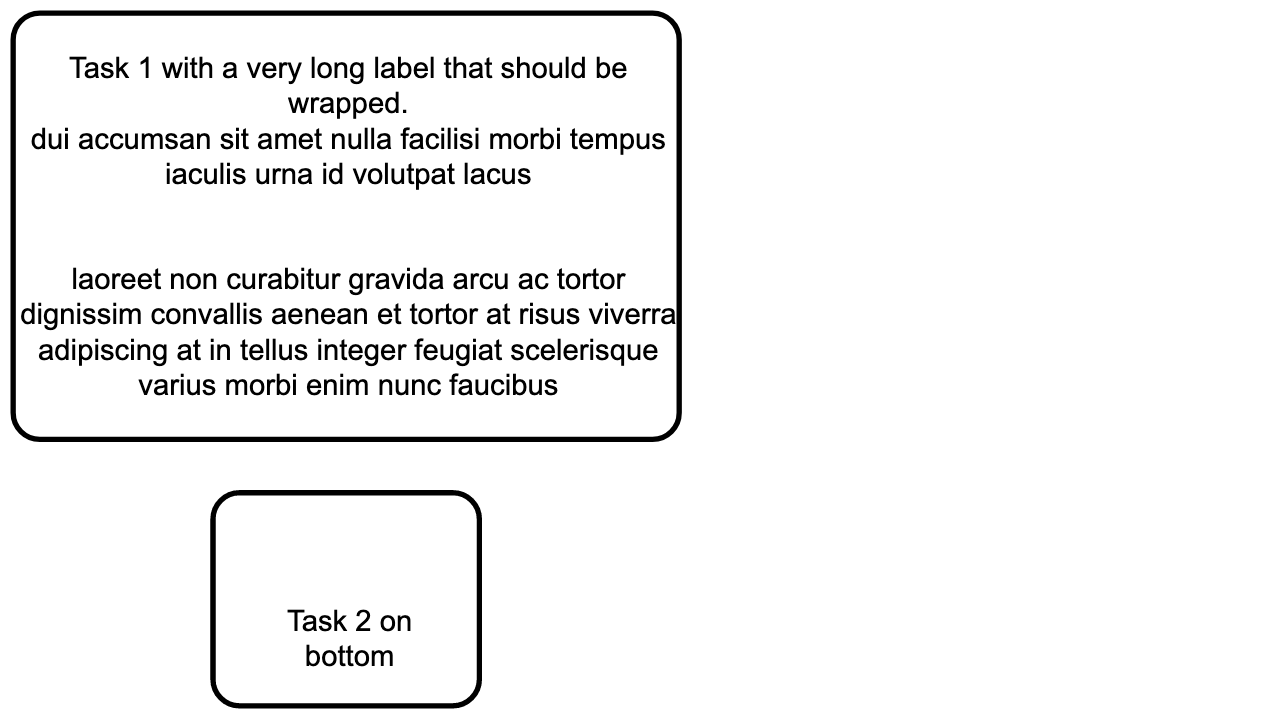 Task 1 with a very long label that should be
wrapped.
dui accumsan sit amet nulla facilisi morbi tempus
iaculis urna id volutpat lacus
laoreet non curabitur gravida arcu ac tortor
dignissim convallis aenean et tortor at risus viverra
adipiscing at in tellus integer feugiat scelerisque
varius morbi enim nunc faucibus
Task 2 on
bottom